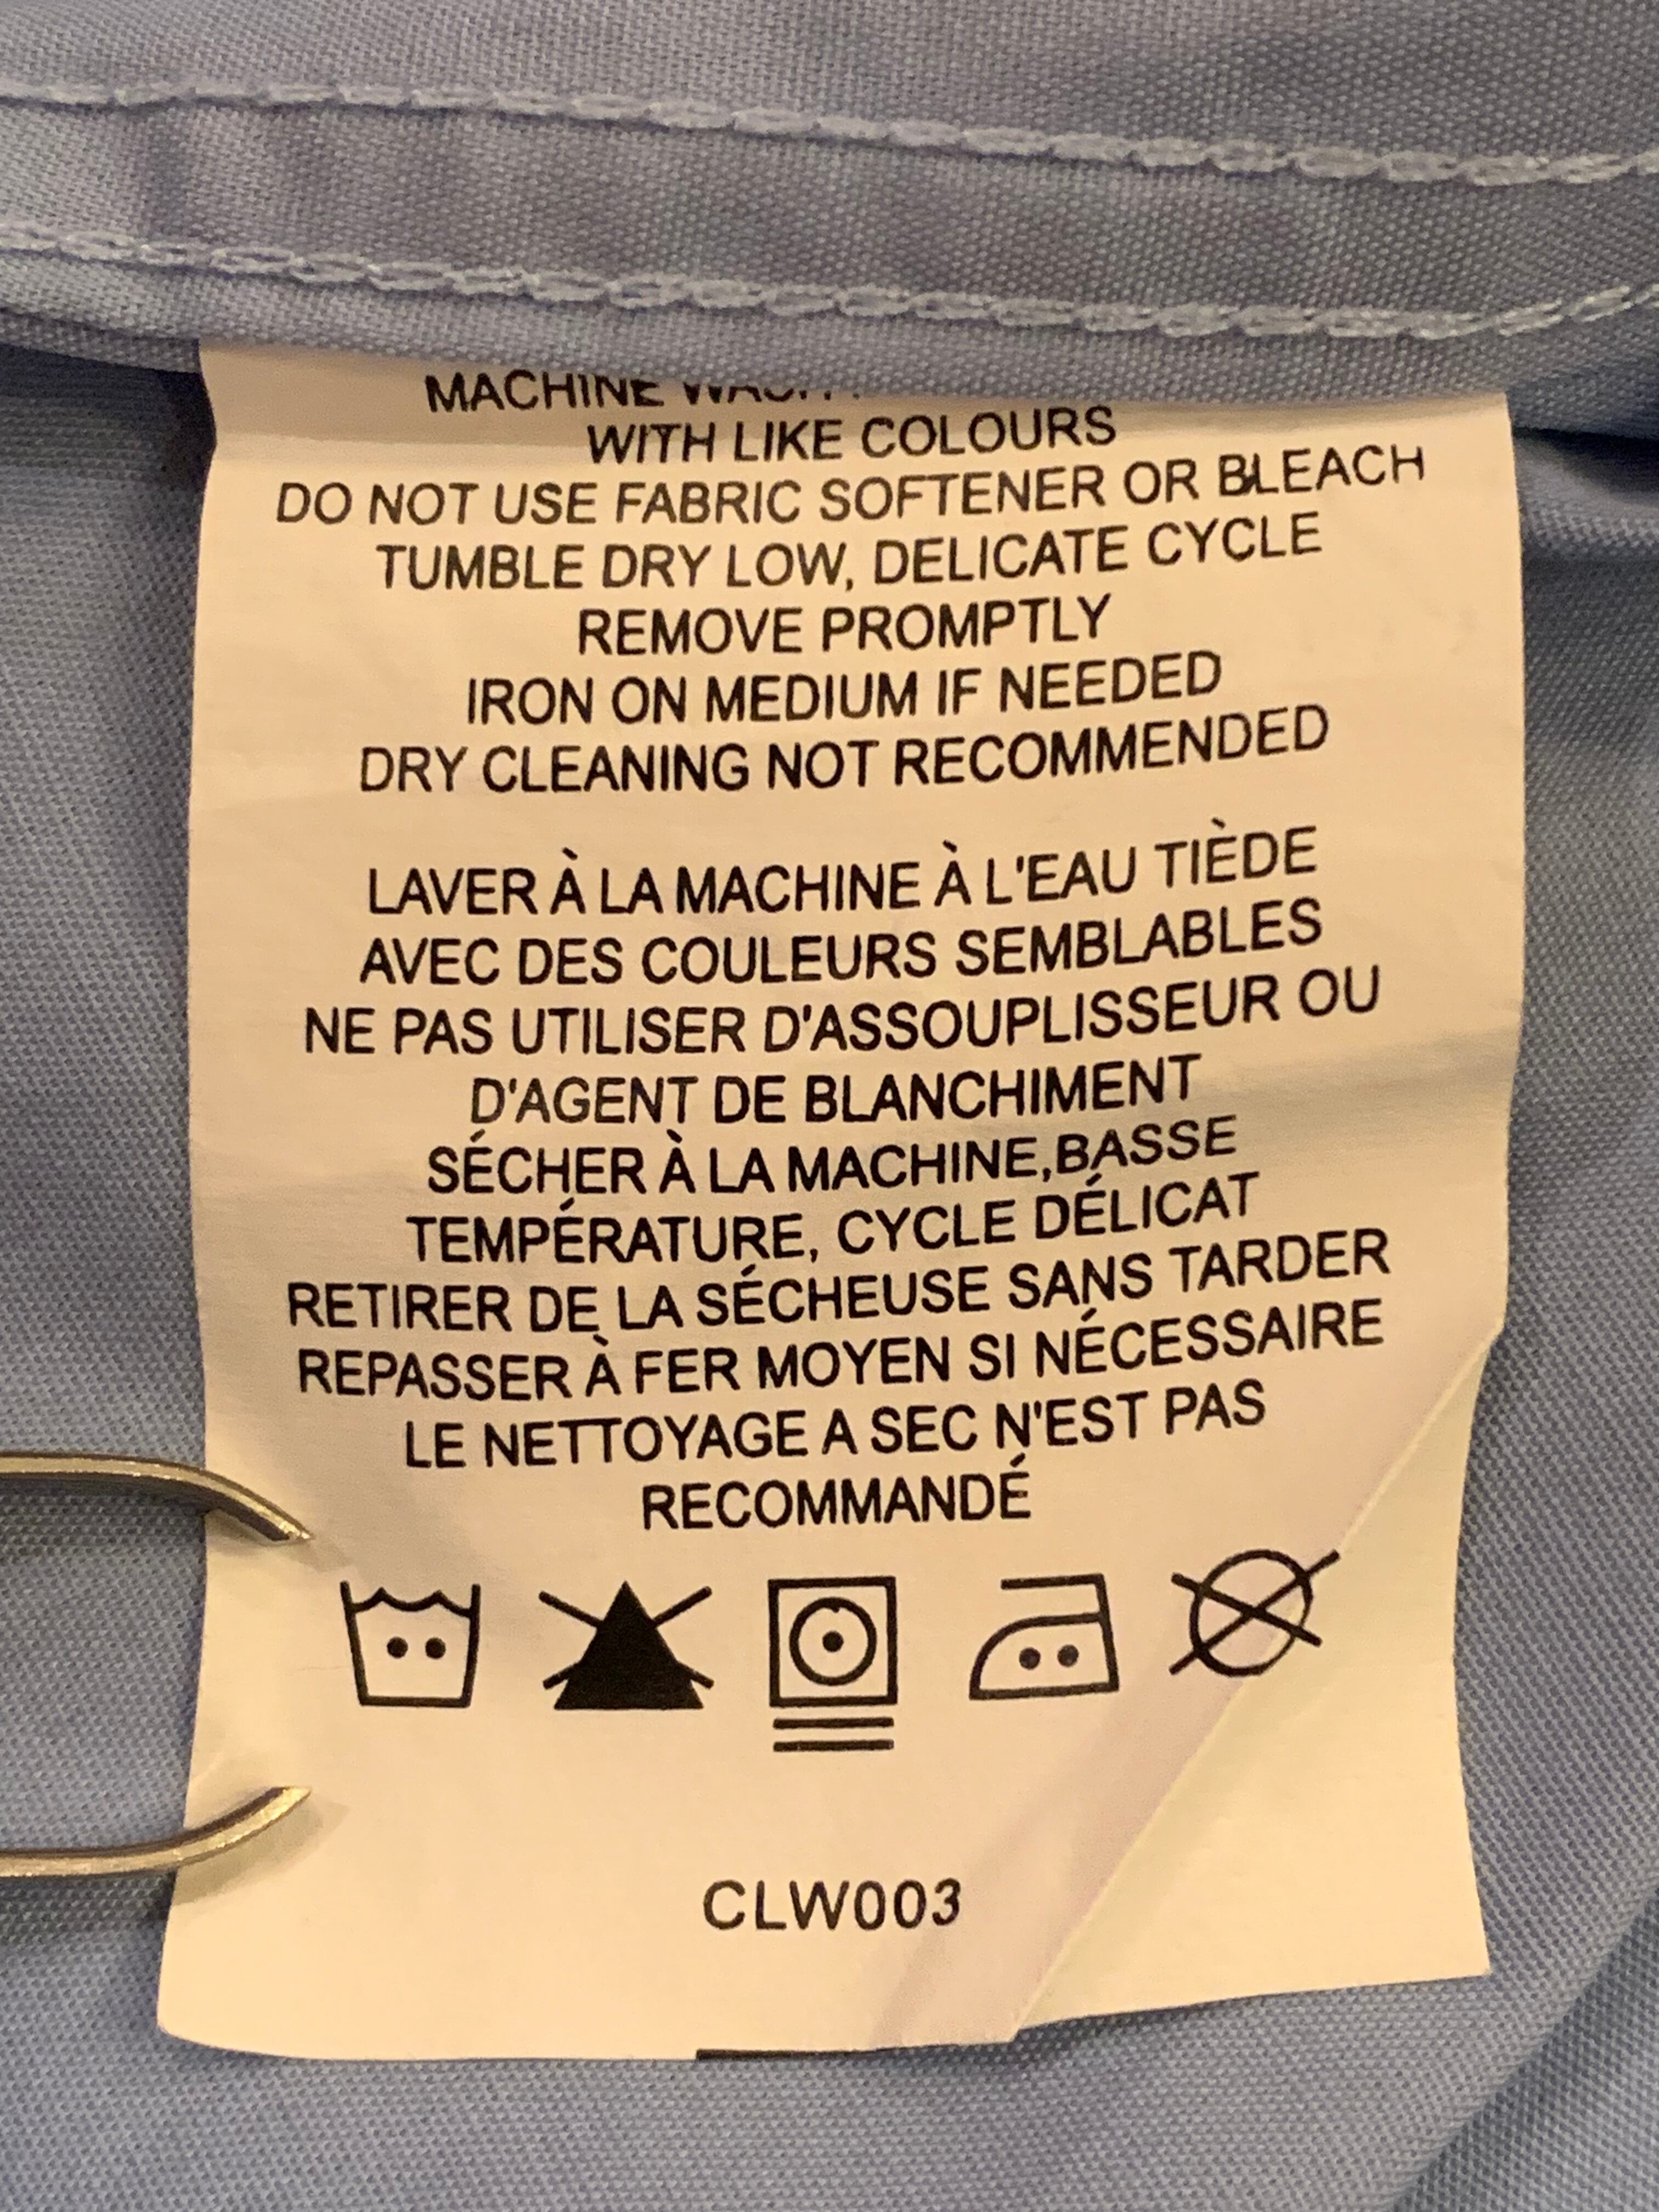 MACHINE
WITH LIKE COLOURS
DO NOT USE FABRIC SOFTENER OR BLEACH
TUMBLE DRY LOW, DELICATE CYCLE
REMOVE PROMPTLY
IRON ON MEDIUM IF NEEDED
DRY CLEANING NOT RECOMMENDED
LAVER À LA MACHINE À L'EAU TIÈDE
AVEC DES COULEURS SEMBLABLES
NE PAS UTILISER D'ASSOUPLISSEUR OU
D'AGENT DE BLANCHIMENT
SÉCHER À LA MACHINE,BASSE
TEMPÉRATURE, CYCLE DÉLICAT
RETIRER DE LA SÉCHEUSE SANS TARDER
REPASSER À FER MOYEN SI NÉCESSAIRE
LE NETTOYAGE A SEC N'EST PAS
RECOMMANDÉ
CLW003